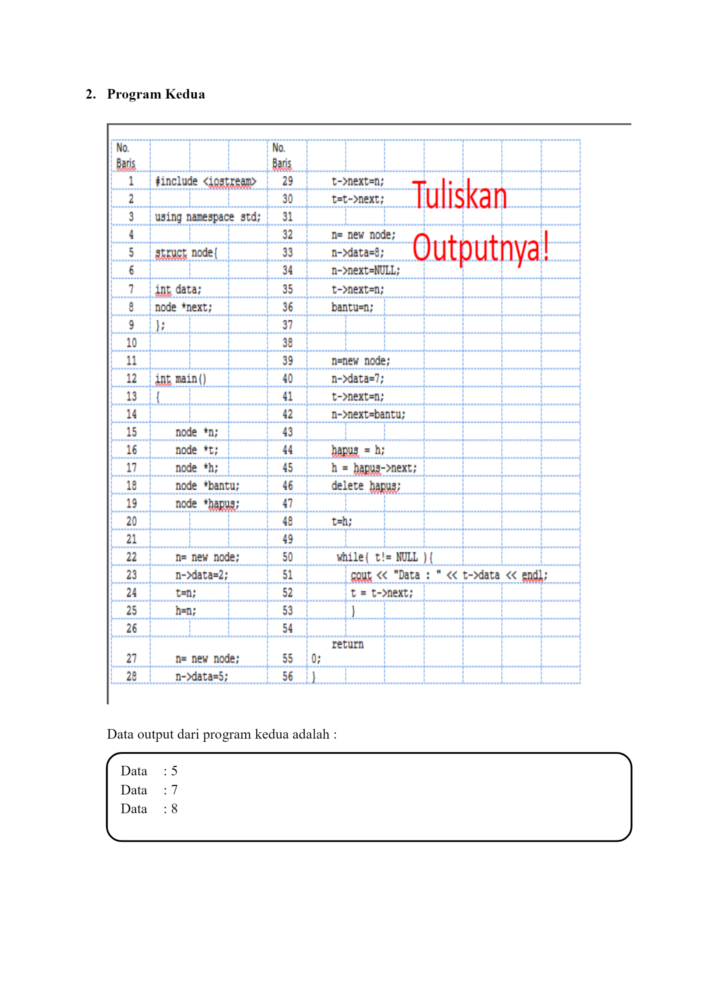 2. Program Kedua
No. Baris No. Baris
1 #include <iostream> 29 t->next=n;
2 30 t=t->next;
Tuliskan
3 using namespace std; 31
4 32 n= new node;
Outputnya!
5 struct node{ 33 n->data=8;
6 34 n->next=NULL;
7 int data; 35 t->next=n;
8 node *next; 36 bantu=n;
9 }; 37
10 38
11 39 n=new node;
12 int main() 40 n->data=7;
13 { 41 t->next=n;
14 42 n->next=bantu;
15 node *n; 43
16 node *t; 44 hapus = h;
17 node *h; 45 h = hapus->next;
18 node *bantu; 46 delete hapus;
19 node *hapus; 47
20 48 t=h;
21 49
22 n= new node; 50 while( t!= NULL ){
23 n->data=2; 51 cout << "Data : " << t->data << endl;
24 t=n; 52 t = t->next;
25 h=n; 53 }
26 54
27 n= new node; 55 return 0;
28 n->data=5; 56 }
Data output dari program kedua adalah :
Data : 5
Data : 7
Data : 8